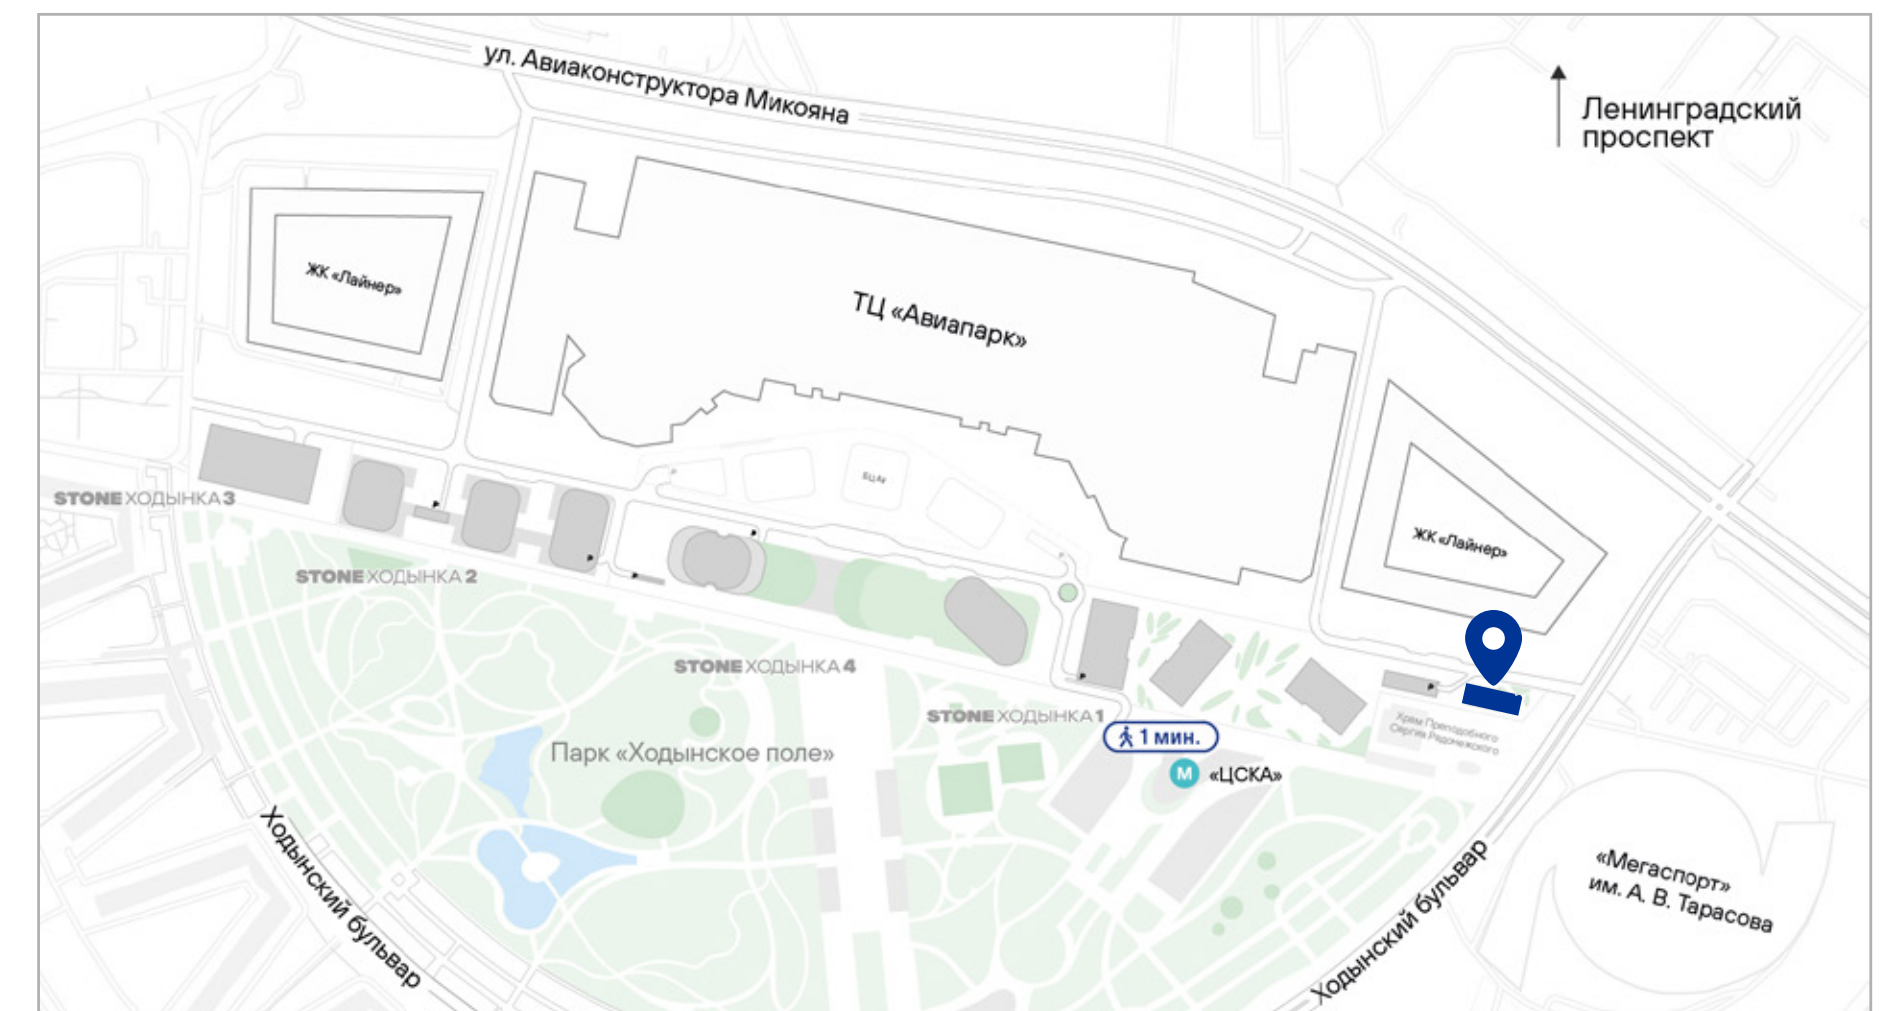 ул. Авиаконструктора Микояна
Ленинградский
проспект
ЖК «Лайнер»
ТЦ «Авиапарк»
БЦ Air
P
STONE ХОДЫНКА 3
P
P
ЖК «Лайнер»
P
P
P
STONE ХОДЫНКА 2
P
STONE ХОДЫНКА 4
P
P
STONE ХОДЫНКА 1
Храм Преподобного
Сергия Радонежского
1 мин.
Парк «Ходынское поле»
М «ЦСКА»
Ходынский бульвар
Ходынский бульвар
«Мегаспорт»
им. А. В. Тарасова